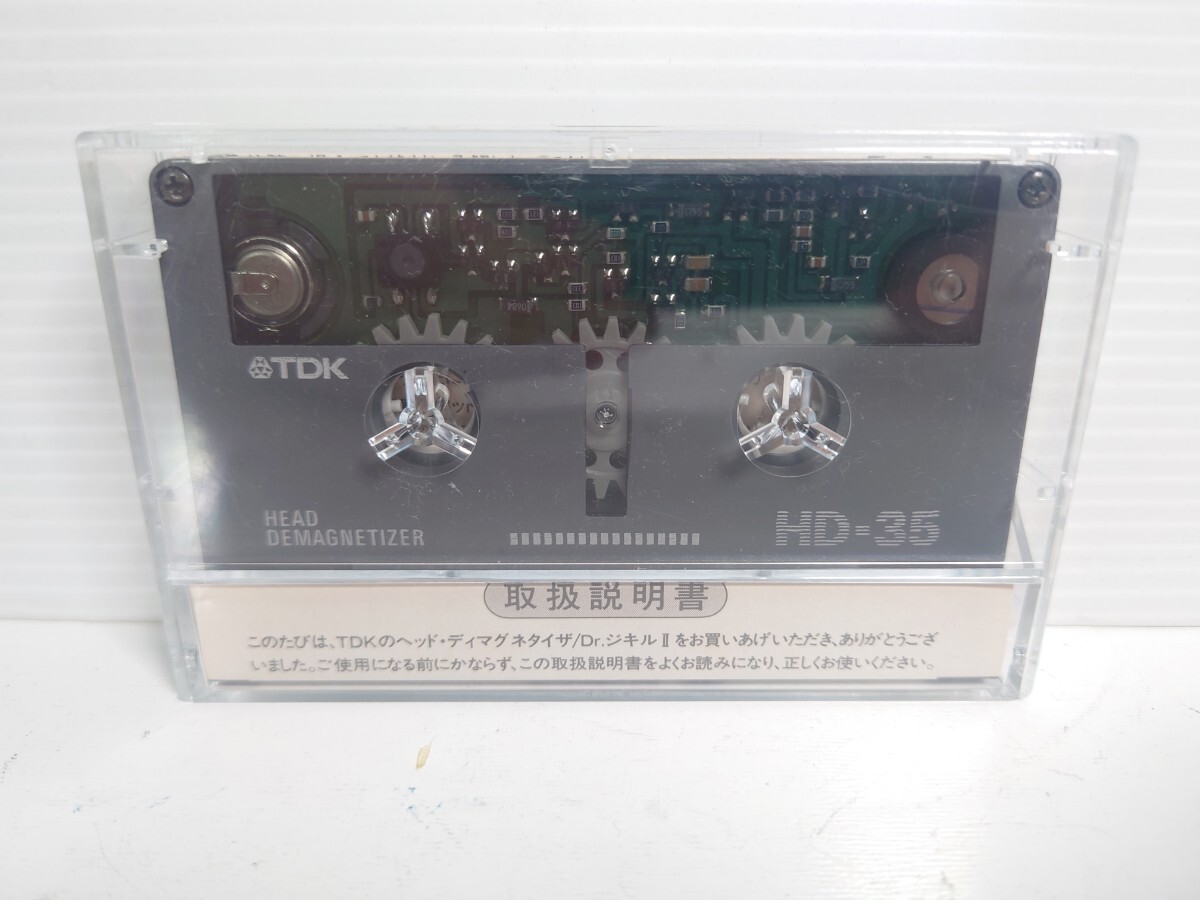 TDK
HEAD
DEMAGNETIZER
HD-35
取扱説明書
このたびは、TDKのヘッド・ディマグネタイザ/Dr.ジキルⅡをお買いあげいただき、ありがとうござ
いました。ご使用になる前にかならず、この取扱説明書をよくお読みになり、正しくお使いください。